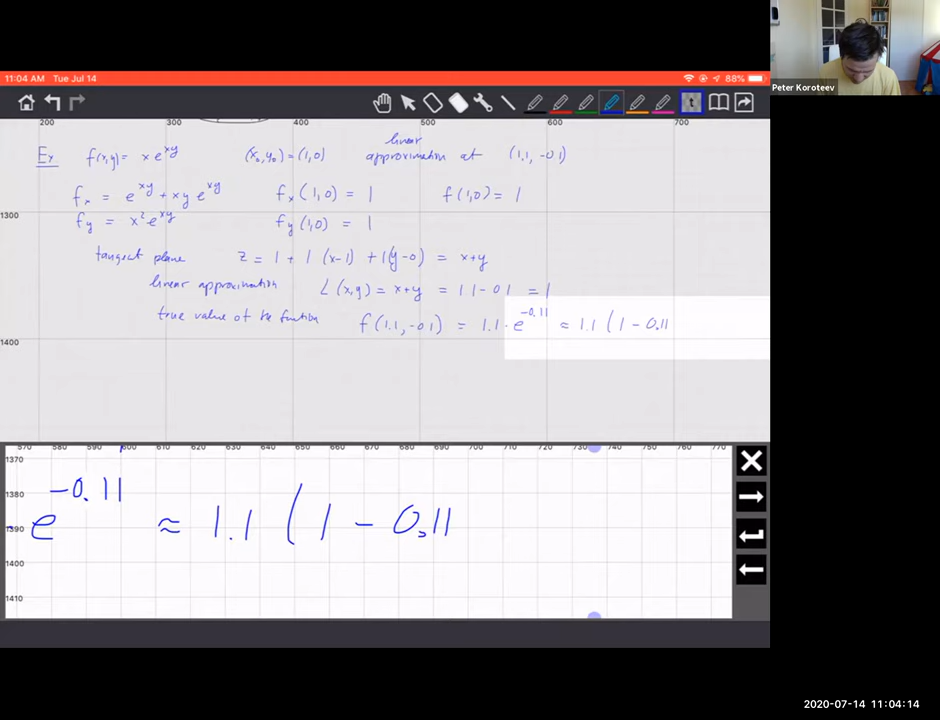 11:04 AM Tue Jul 14
88%
Peter Koroteev
t
200 300 400 500 600 700
linear
Ex f(x,y) = x e^{xy} (x₀,y₀) = (1,0) approximation at (1.1, -0.1)
f_x = e^{xy} + xy e^{xy} f_x (1,0) = 1 f(1,0) = 1
1300
f_y = x² e^{xy} f_y (1,0) = 1
tangent plane z = 1 + 1 (x-1) + 1(y-0) = x+y
linear approximation L(x,y) = x+y = 1.1 - 0.1 = 1
true value of the function f(1.1, -0.1) = 1.1 · e^{-0.11} ≈ 1.1 (1 - 0.11
1400
570 580 590 600 610 620 630 640 650 660 670 680 690 700 710 720 730 740 750 760 770
1370
1380
1390
1400
1410
e^{-0.11} ≈ 1.1 (1 - 0.11
2020-07-14 11:04:14